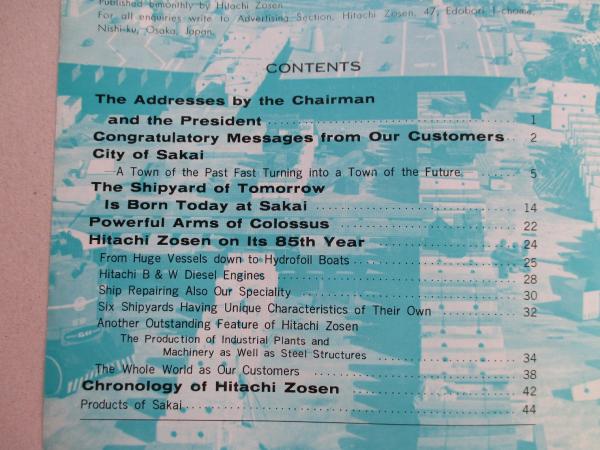 Published bimonthly by Hitachi Zosen
For all enquiries write to Advertising Section, Hitachi Zosen, 47, Edobori 1-chome,
Nishi-ku, Osaka, Japan.
CONTENTS
The Addresses by the Chairman
and the President 1
Congratulatory Messages from Our Customers 2
City of Sakai
—A Town of the Past Fast Turning into a Town of the Future 5
The Shipyard of Tomorrow
Is Born Today at Sakai 14
Powerful Arms of Colossus 22
Hitachi Zosen on Its 85th Year 24
From Huge Vessels down to Hydrofoil Boats 25
Hitachi B & W Diesel Engines 28
Ship Repairing Also Our Speciality 30
Six Shipyards Having Unique Characteristics of Their Own 32
Another Outstanding Feature of Hitachi Zosen
The Production of Industrial Plants and
Machinery as Well as Steel Structures 34
The Whole World as Our Customers 38
Chronology of Hitachi Zosen 42
Products of Sakai 44